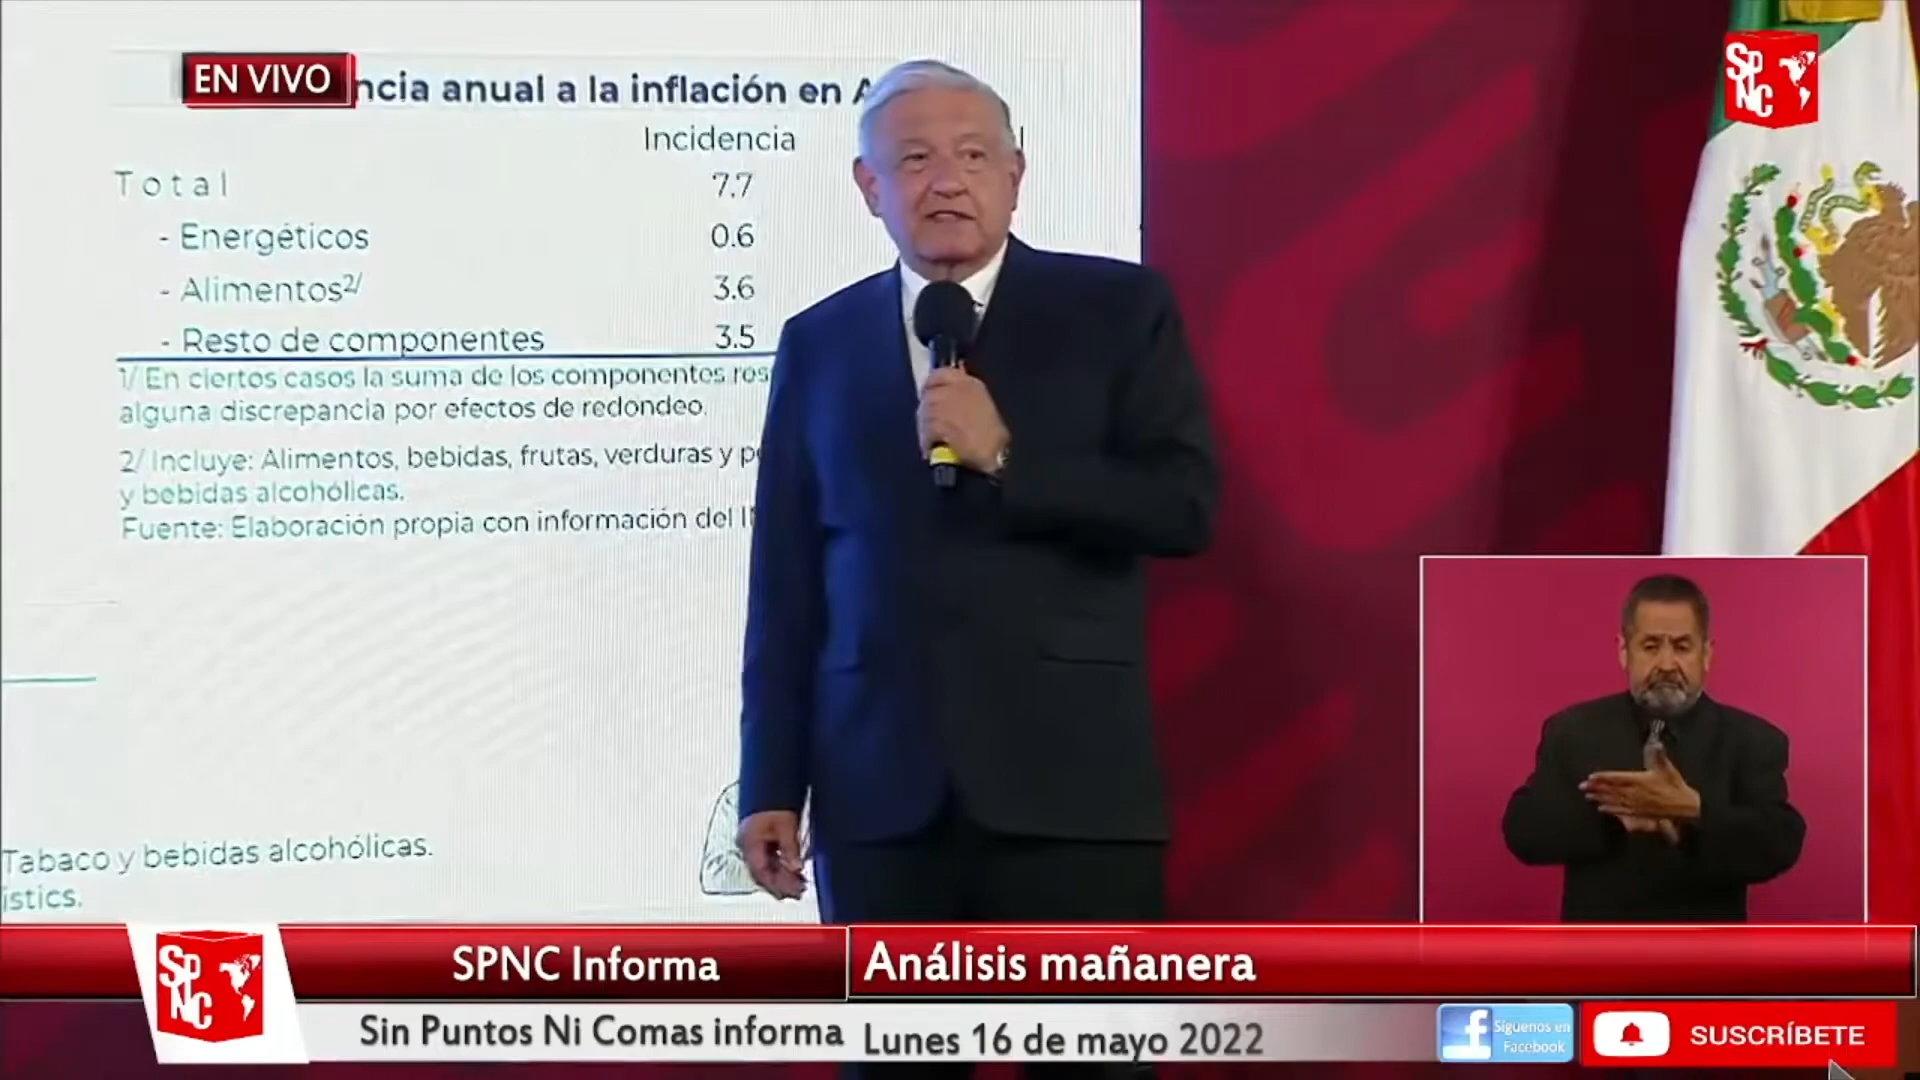 EN VIVO
ncia anual a la inflación en A
Incidencia
Total
7.7
- Energéticos
0.6
- Alimentos2/
3.6
- Resto de componentes
3.5
1/ En ciertos casos la suma de los componentes
alguna discrepancia por efectos de redondeo.
2/ Incluye: Alimentos, bebidas, frutas, verduras y
y bebidas alcohólicas.
Fuente: Elaboración propia con información del
Tabaco y bebidas alcohólicas.
istics.
SPNC
SPNC
SPNC Informa
Análisis mañanera
Sin Puntos Ni Comas informa
Lunes 16 de mayo 2022
f
Síguenos en
Facebook
SUSCRÍBETE